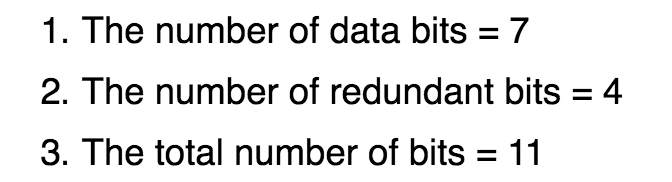 1. The number of data bits = 7
2. The number of redundant bits = 4
3. The total number of bits = 11